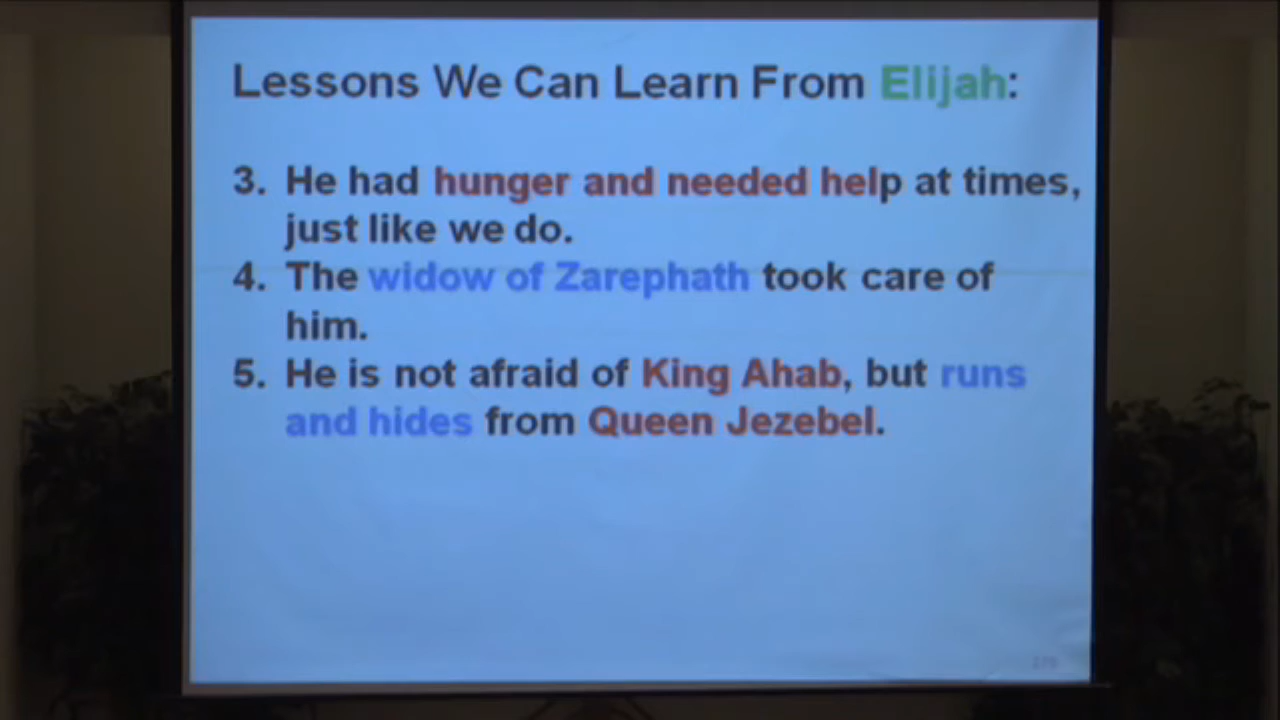 Lessons We Can Learn From Elijah:
3. He had hunger and needed help at times,
just like we do.
4. The widow of Zarephath took care of
him.
5. He is not afraid of King Ahab, but runs
and hides from Queen Jezebel.